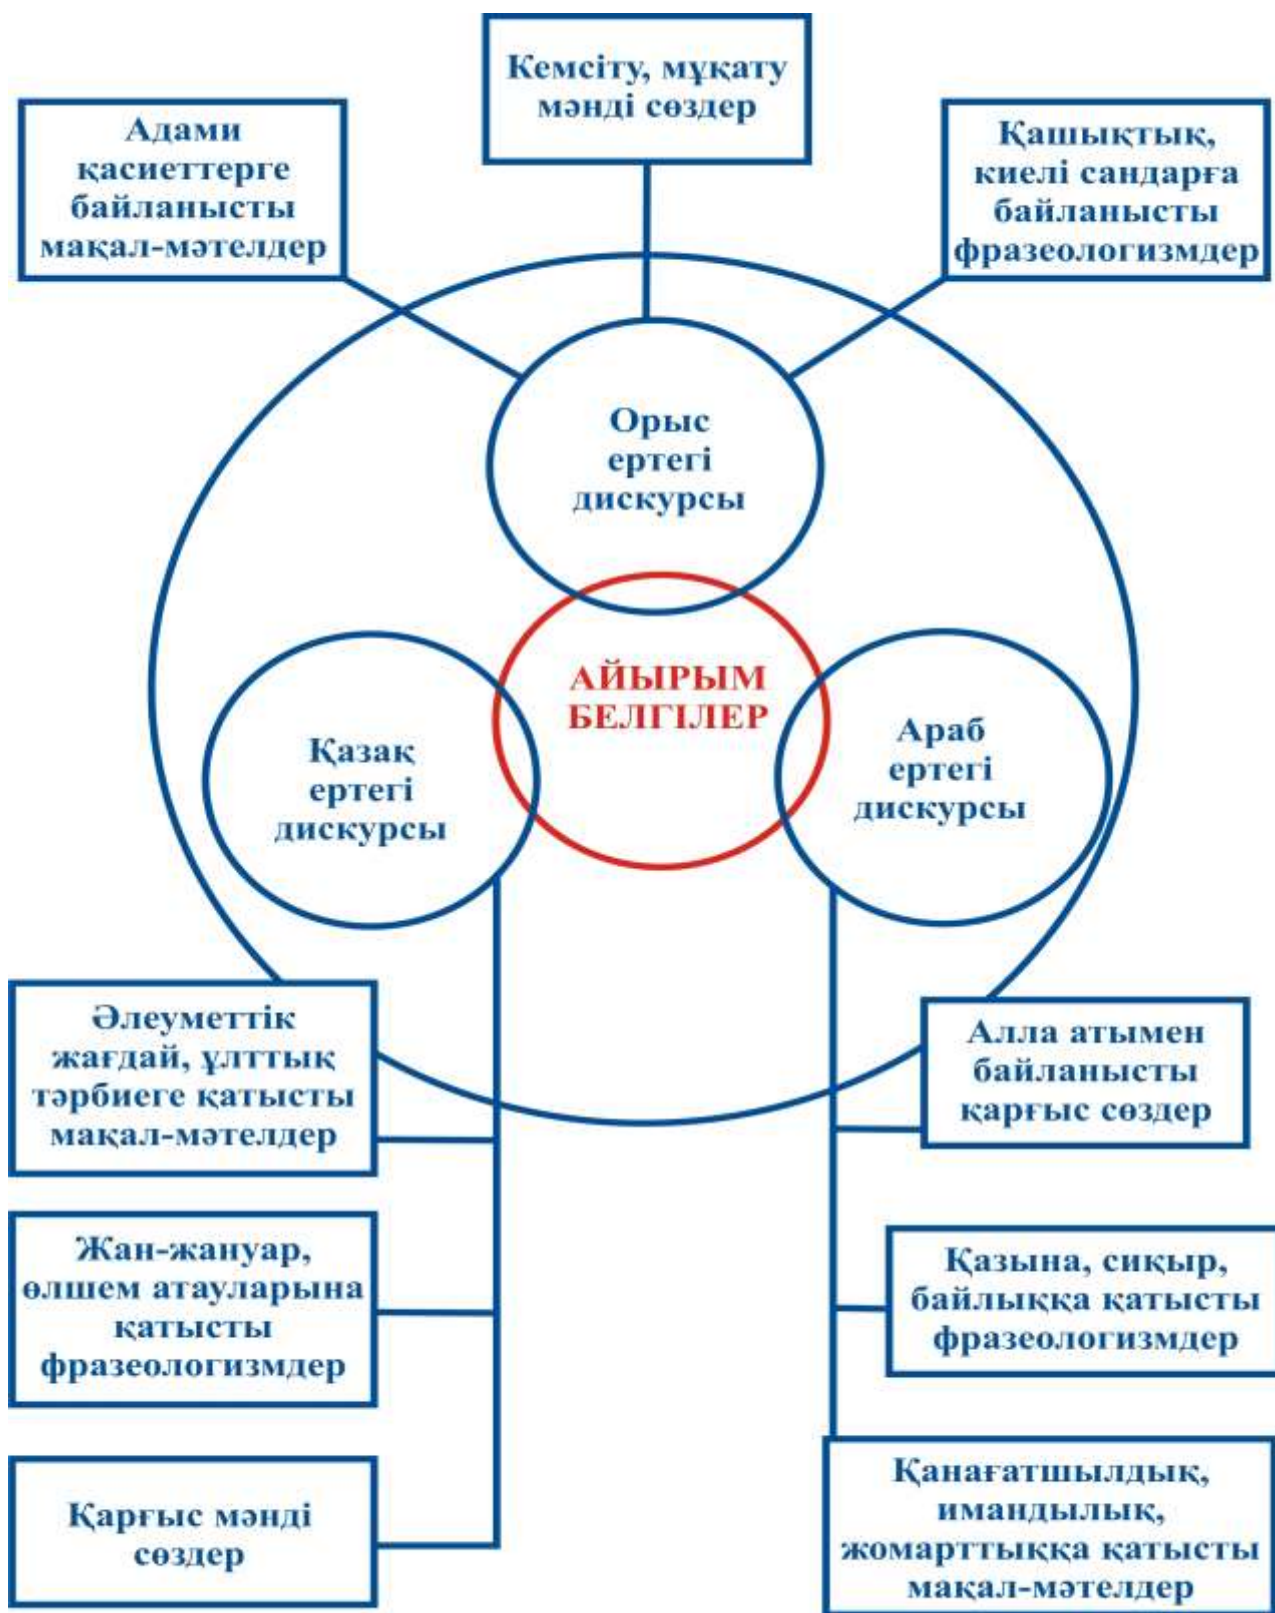 Кемсіту, мұқату
мәнді сөздер
Адами
қасиеттерге
байланысты
мақал-мәтелдер
Қашықтық,
киелі сандарға
байланысты
фразеологизмдер
Орыс
ертегі
дискурсы
АЙЫРЫМ
БЕЛГІЛЕР
Қазақ
ертегі
дискурсы
Араб
ертегі
дискурсы
Әлеуметтік
жағдай, ұлттық
тәрбиеге қатысты
мақал-мәтелдер
Алла атымен
байланысты
қарғыс сөздер
Жан-жануар,
өлшем атауларына
қатысты
фразеологизмдер
Қазына, сиқыр,
байлыққа қатысты
фразеологизмдер
Қарғыс мәнді
сөздер
Қанағатшылдық,
имандылық,
жомарттыққа қатысты
мақал-мәтелдер